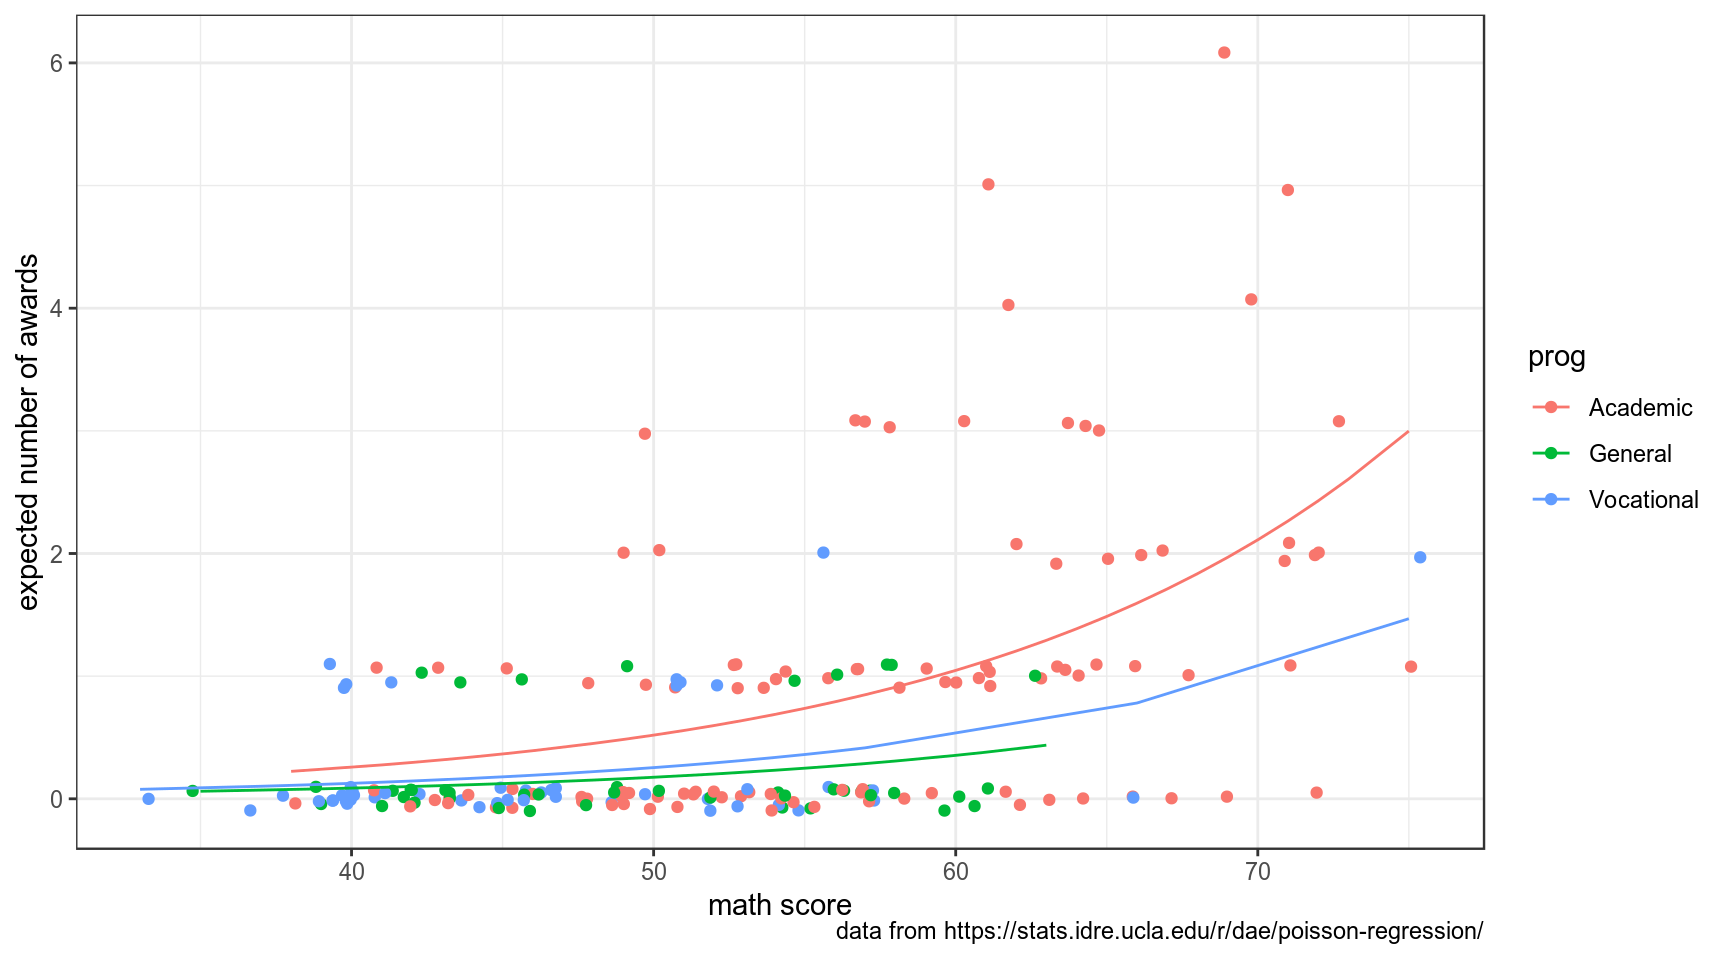 6
4
2
0
expected number of awards
40
50
60
70
math score
data from https://stats.idre.ucla.edu/r/dae/poisson-regression/
prog
Academic
General
Vocational